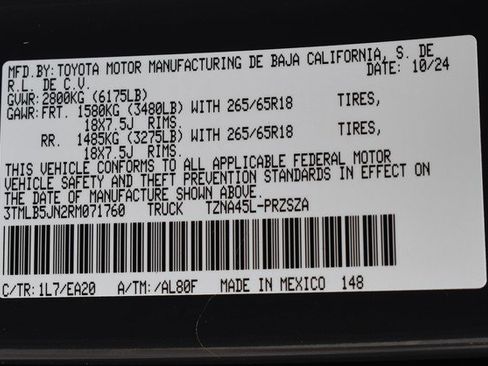 MFD.BY:TOYOTA MOTOR MANUFACTURING DE BAJA CALIFORNIA, S. DE
R.L. DE C.V. DATE: 10/24
GVWR:2800KG (6175LB)
GAWR:FRT. 1580KG (3480LB) WITH 265/65R18 TIRES,
18X7.5J RIMS.
RR. 1485KG (3275LB) WITH 265/65R18 TIRES,
18X7.5J RIMS.
THIS VEHICLE CONFORMS TO ALL APPLICABLE FEDERAL MOTOR
VEHICLE SAFETY AND THEFT PREVENTION STANDARDS IN EFFECT ON
THE DATE OF MANUFACTURE SHOWN ABOVE.
3TMLB5JN2RM071760 TRUCK TZNA45L-PRZSZA
C/TR: 1L7/EA20 A/TM: /AL80F MADE IN MEXICO 148